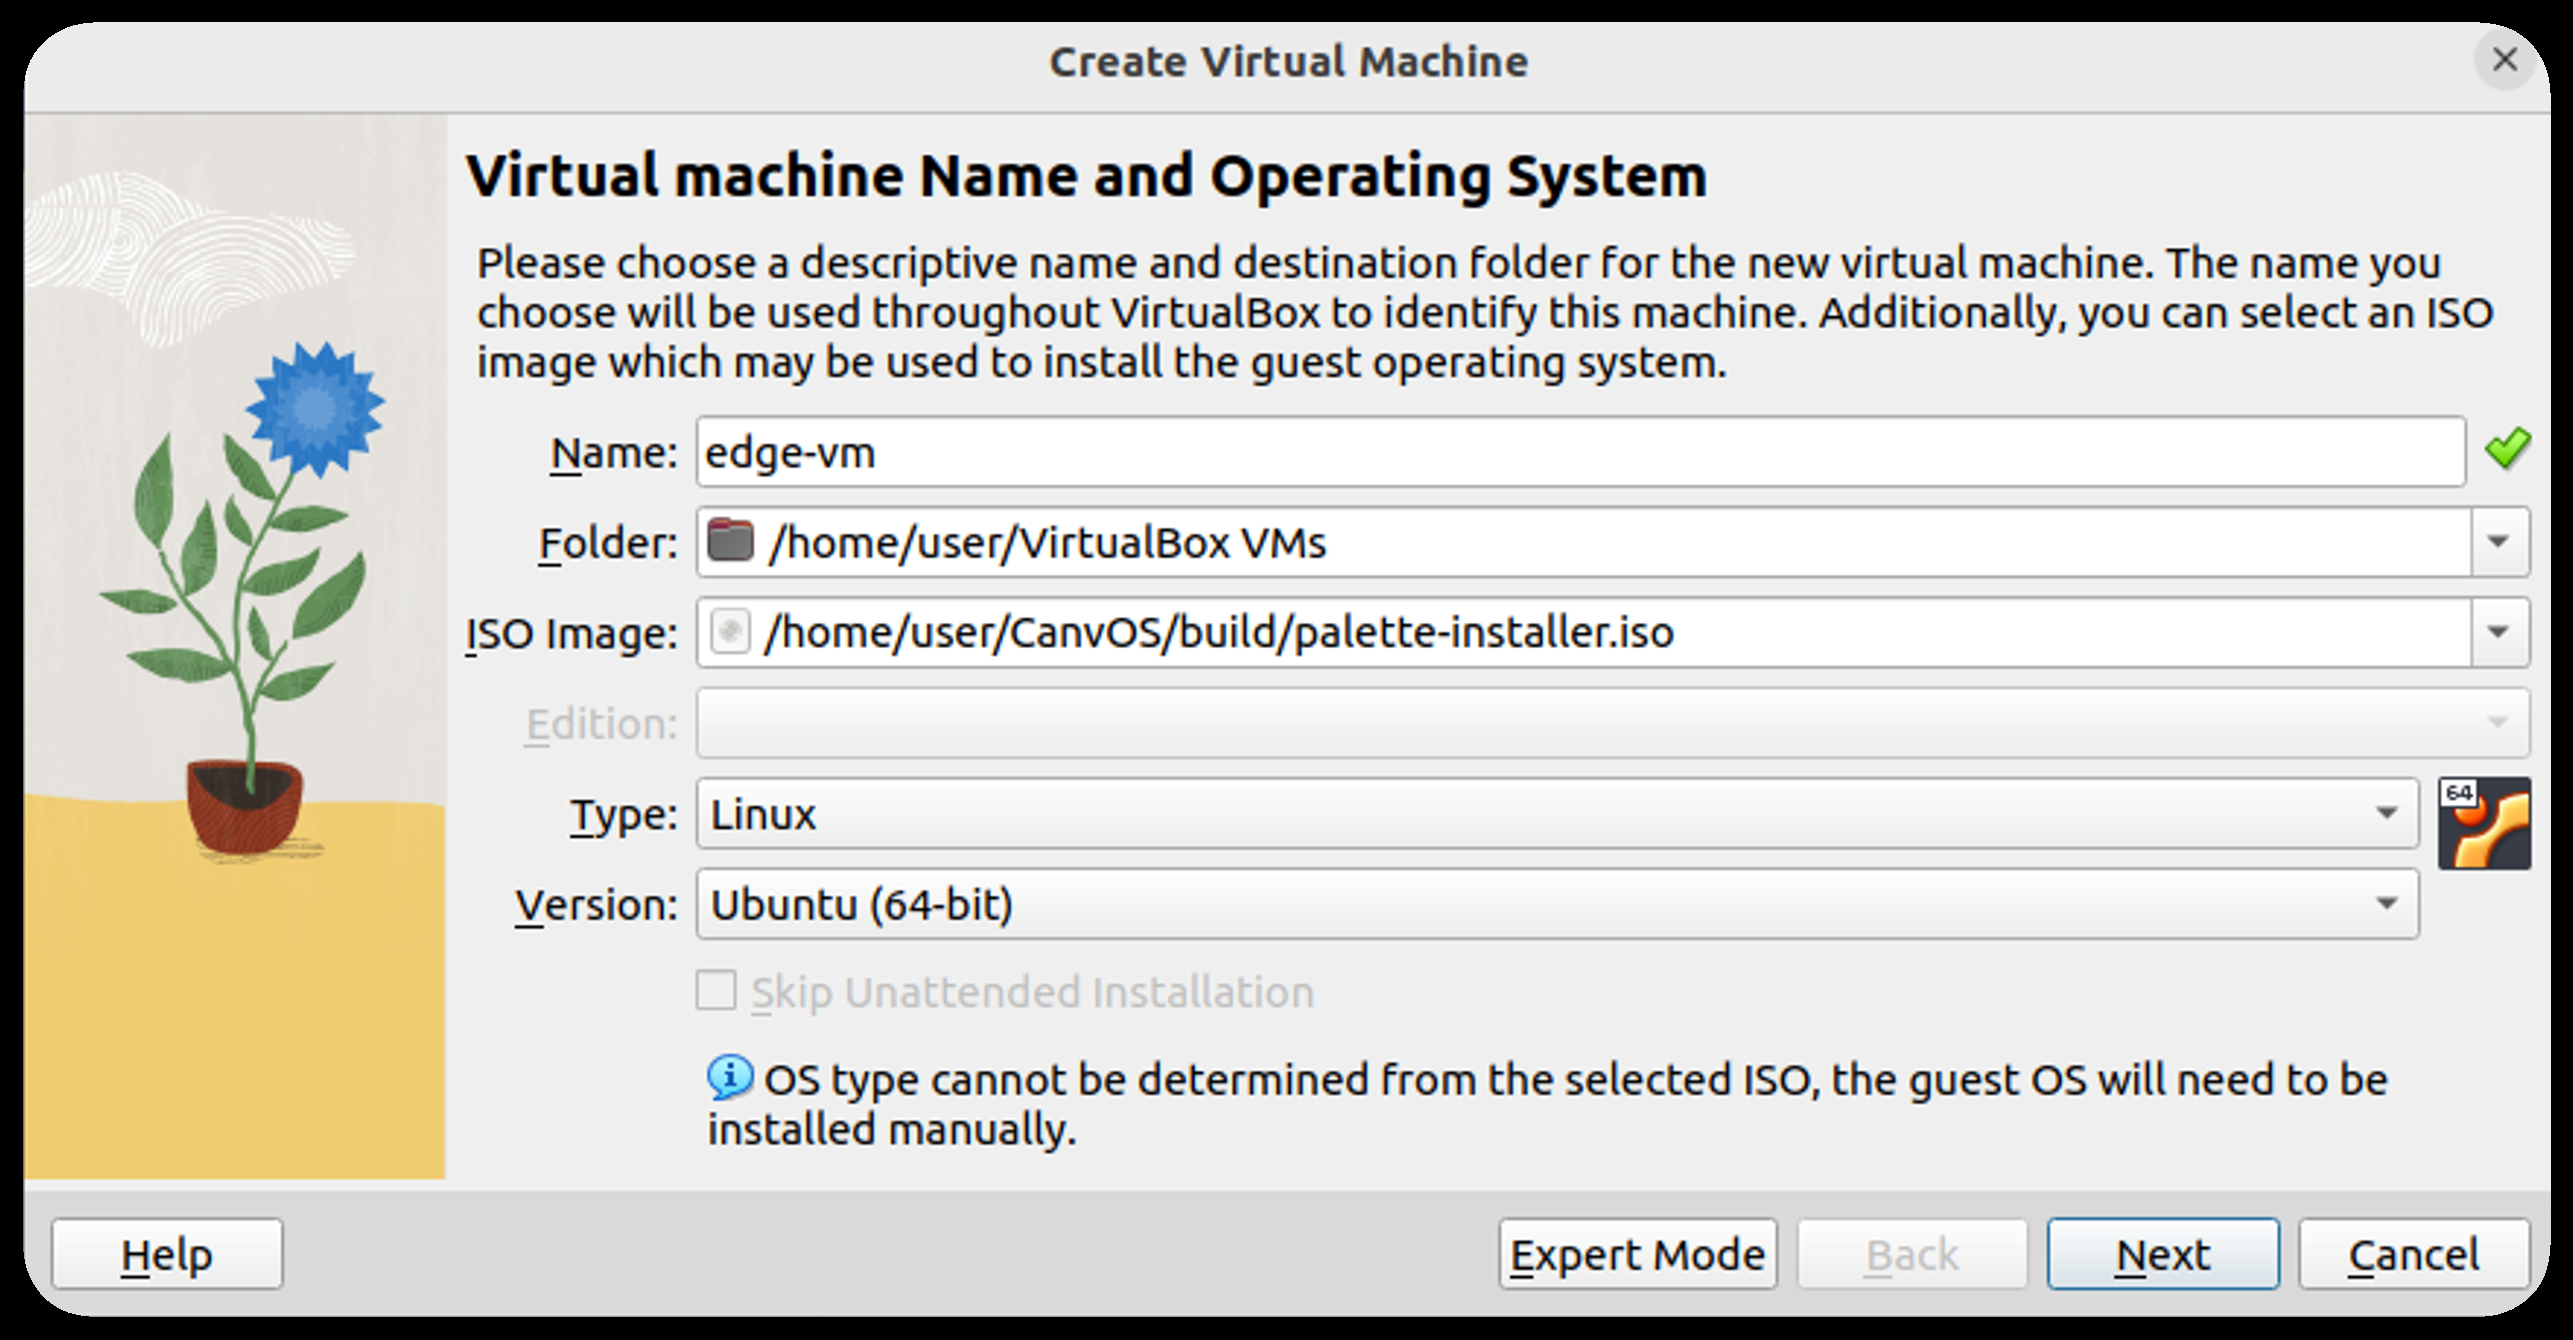 Create Virtual Machine
Virtual machine Name and Operating System
Please choose a descriptive name and destination folder for the new virtual machine. The name you
choose will be used throughout VirtualBox to identify this machine. Additionally, you can select an ISO
image which may be used to install the guest operating system.
Name: edge-vm
Folder: /home/user/VirtualBox VMs
ISO Image: /home/user/CanvOS/build/palette-installer.iso
Edition:
Type: Linux
64
Version: Ubuntu (64-bit)
Skip Unattended Installation
OS type cannot be determined from the selected ISO, the guest OS will need to be
installed manually.
Help Expert Mode Back Next Cancel